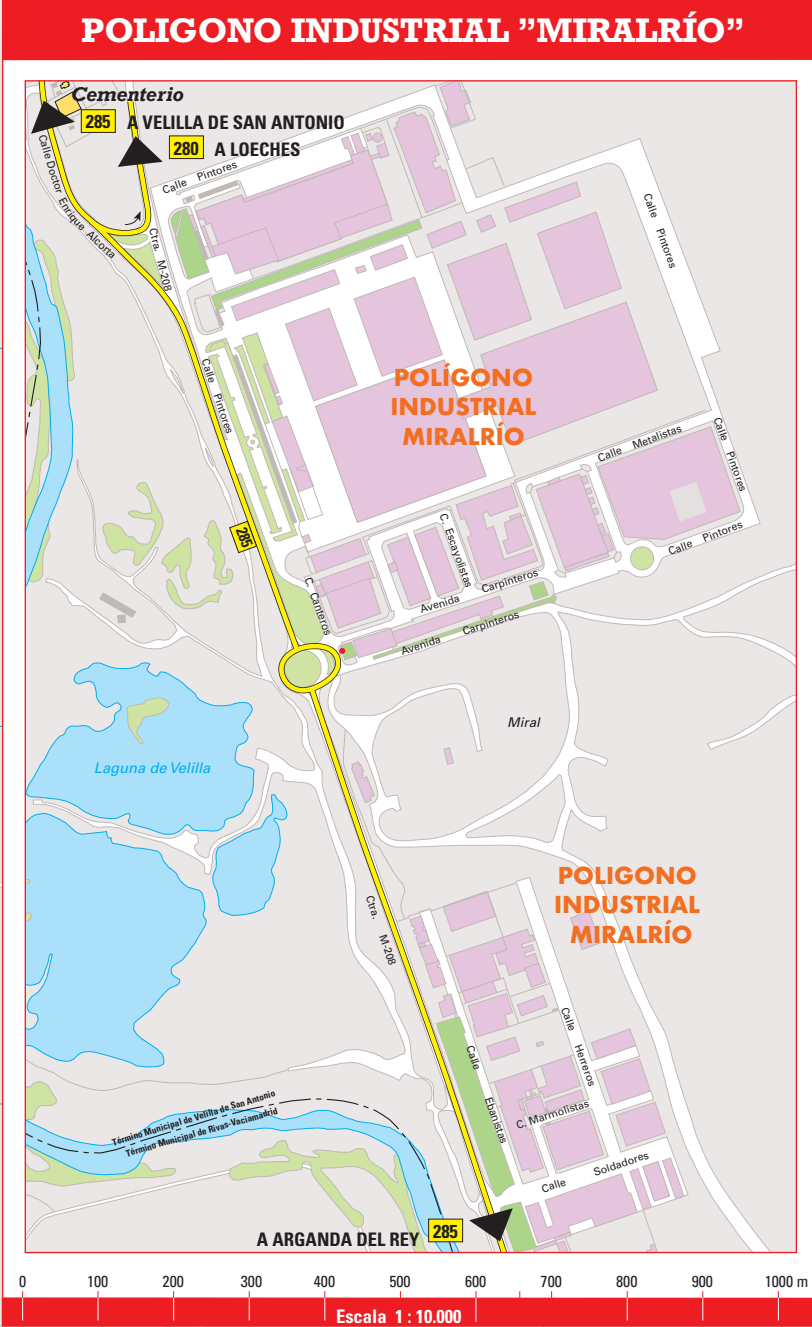 POLIGONO INDUSTRIAL ”MIRALRÍO”
Cementerio
285 A VELILLA DE SAN ANTONIO
280 A LOECHES
Calle Doctor Enrique Alcorta
Ctra. M-208
Calle Pintores
Calle Pintores
Calle Pintores
POLÍGONO
INDUSTRIAL
MIRALRÍO
Calle Metalistas
Calle Pintores
Calle Pintores
285
C. Escayolistas
C. Canteros
Avenida Carpinteros
Avenida Carpinteros
Miral
Laguna de Velilla
POLIGONO
INDUSTRIAL
MIRALRÍO
Ctra. M-208
Calle Ebanistas
Calle Herreros
C. Marmolistas
Calle Soldadores
Término Municipal de Velilla de San Antonio
Término Municipal de Rivas-Vaciamadrid
A ARGANDA DEL REY 285
0 100 200 300 400 500 600 700 800 900 1000 m
Escala 1 : 10.000